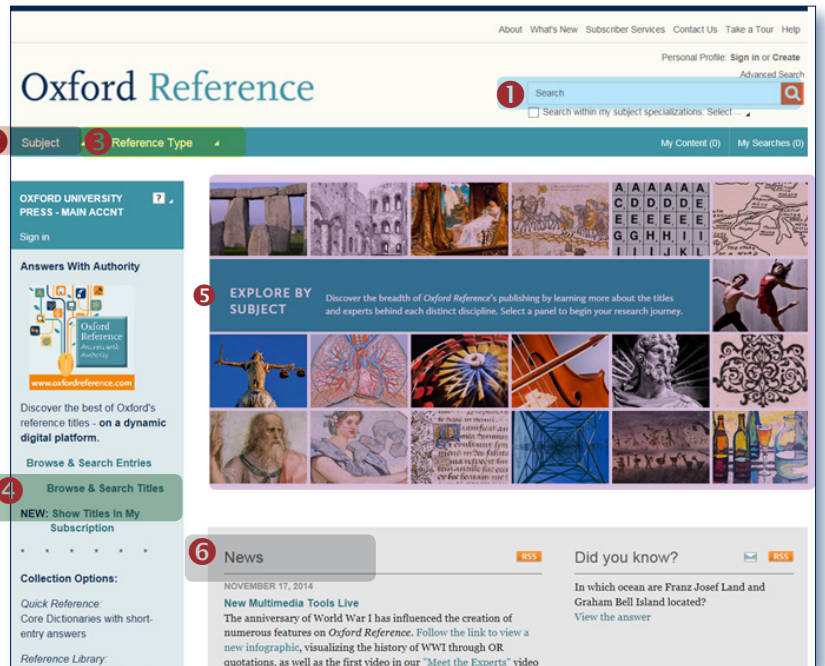 About What's New Subscriber Services Contact Us Take a Tour Help
Personal Profile: Sign in or Create
Advanced Search
Oxford Reference
1 Search
Search within my subject specializations: Select ...
Subject 3 Reference Type My Content (0) My Searches (0)
OXFORD UNIVERSITY
PRESS - MAIN ACCNT
?
Sign in
Answers With Authority
Oxford
Reference
Answers with
Authority
www.oxfordreference.com
Discover the best of Oxford's
reference titles - on a dynamic
digital platform.
Browse & Search Entries
4 Browse & Search Titles
NEW: Show Titles In My
Subscription
* * * * * *
Collection Options:
Quick Reference:
Core Dictionaries with short-
entry answers
Reference Library:
A A A A A A
C D D D D E
E E E E E E
G G H H I I
I I I J K L
5 EXPLORE BY
SUBJECT
Discover the breadth of Oxford Reference's publishing by learning more about the titles
and experts behind each distinct discipline. Select a panel to begin your research journey.
6 News RSS
NOVEMBER 17, 2014
New Multimedia Tools Live
The anniversary of World War I has influenced the creation of
numerous features on Oxford Reference. Follow the link to view a
new infographic, visualizing the history of WWI through OR
quotations, as well as the first video in our "Meet the Experts" video
Did you know? RSS
In which ocean are Franz Josef Land and
Graham Bell Island located?
View the answer